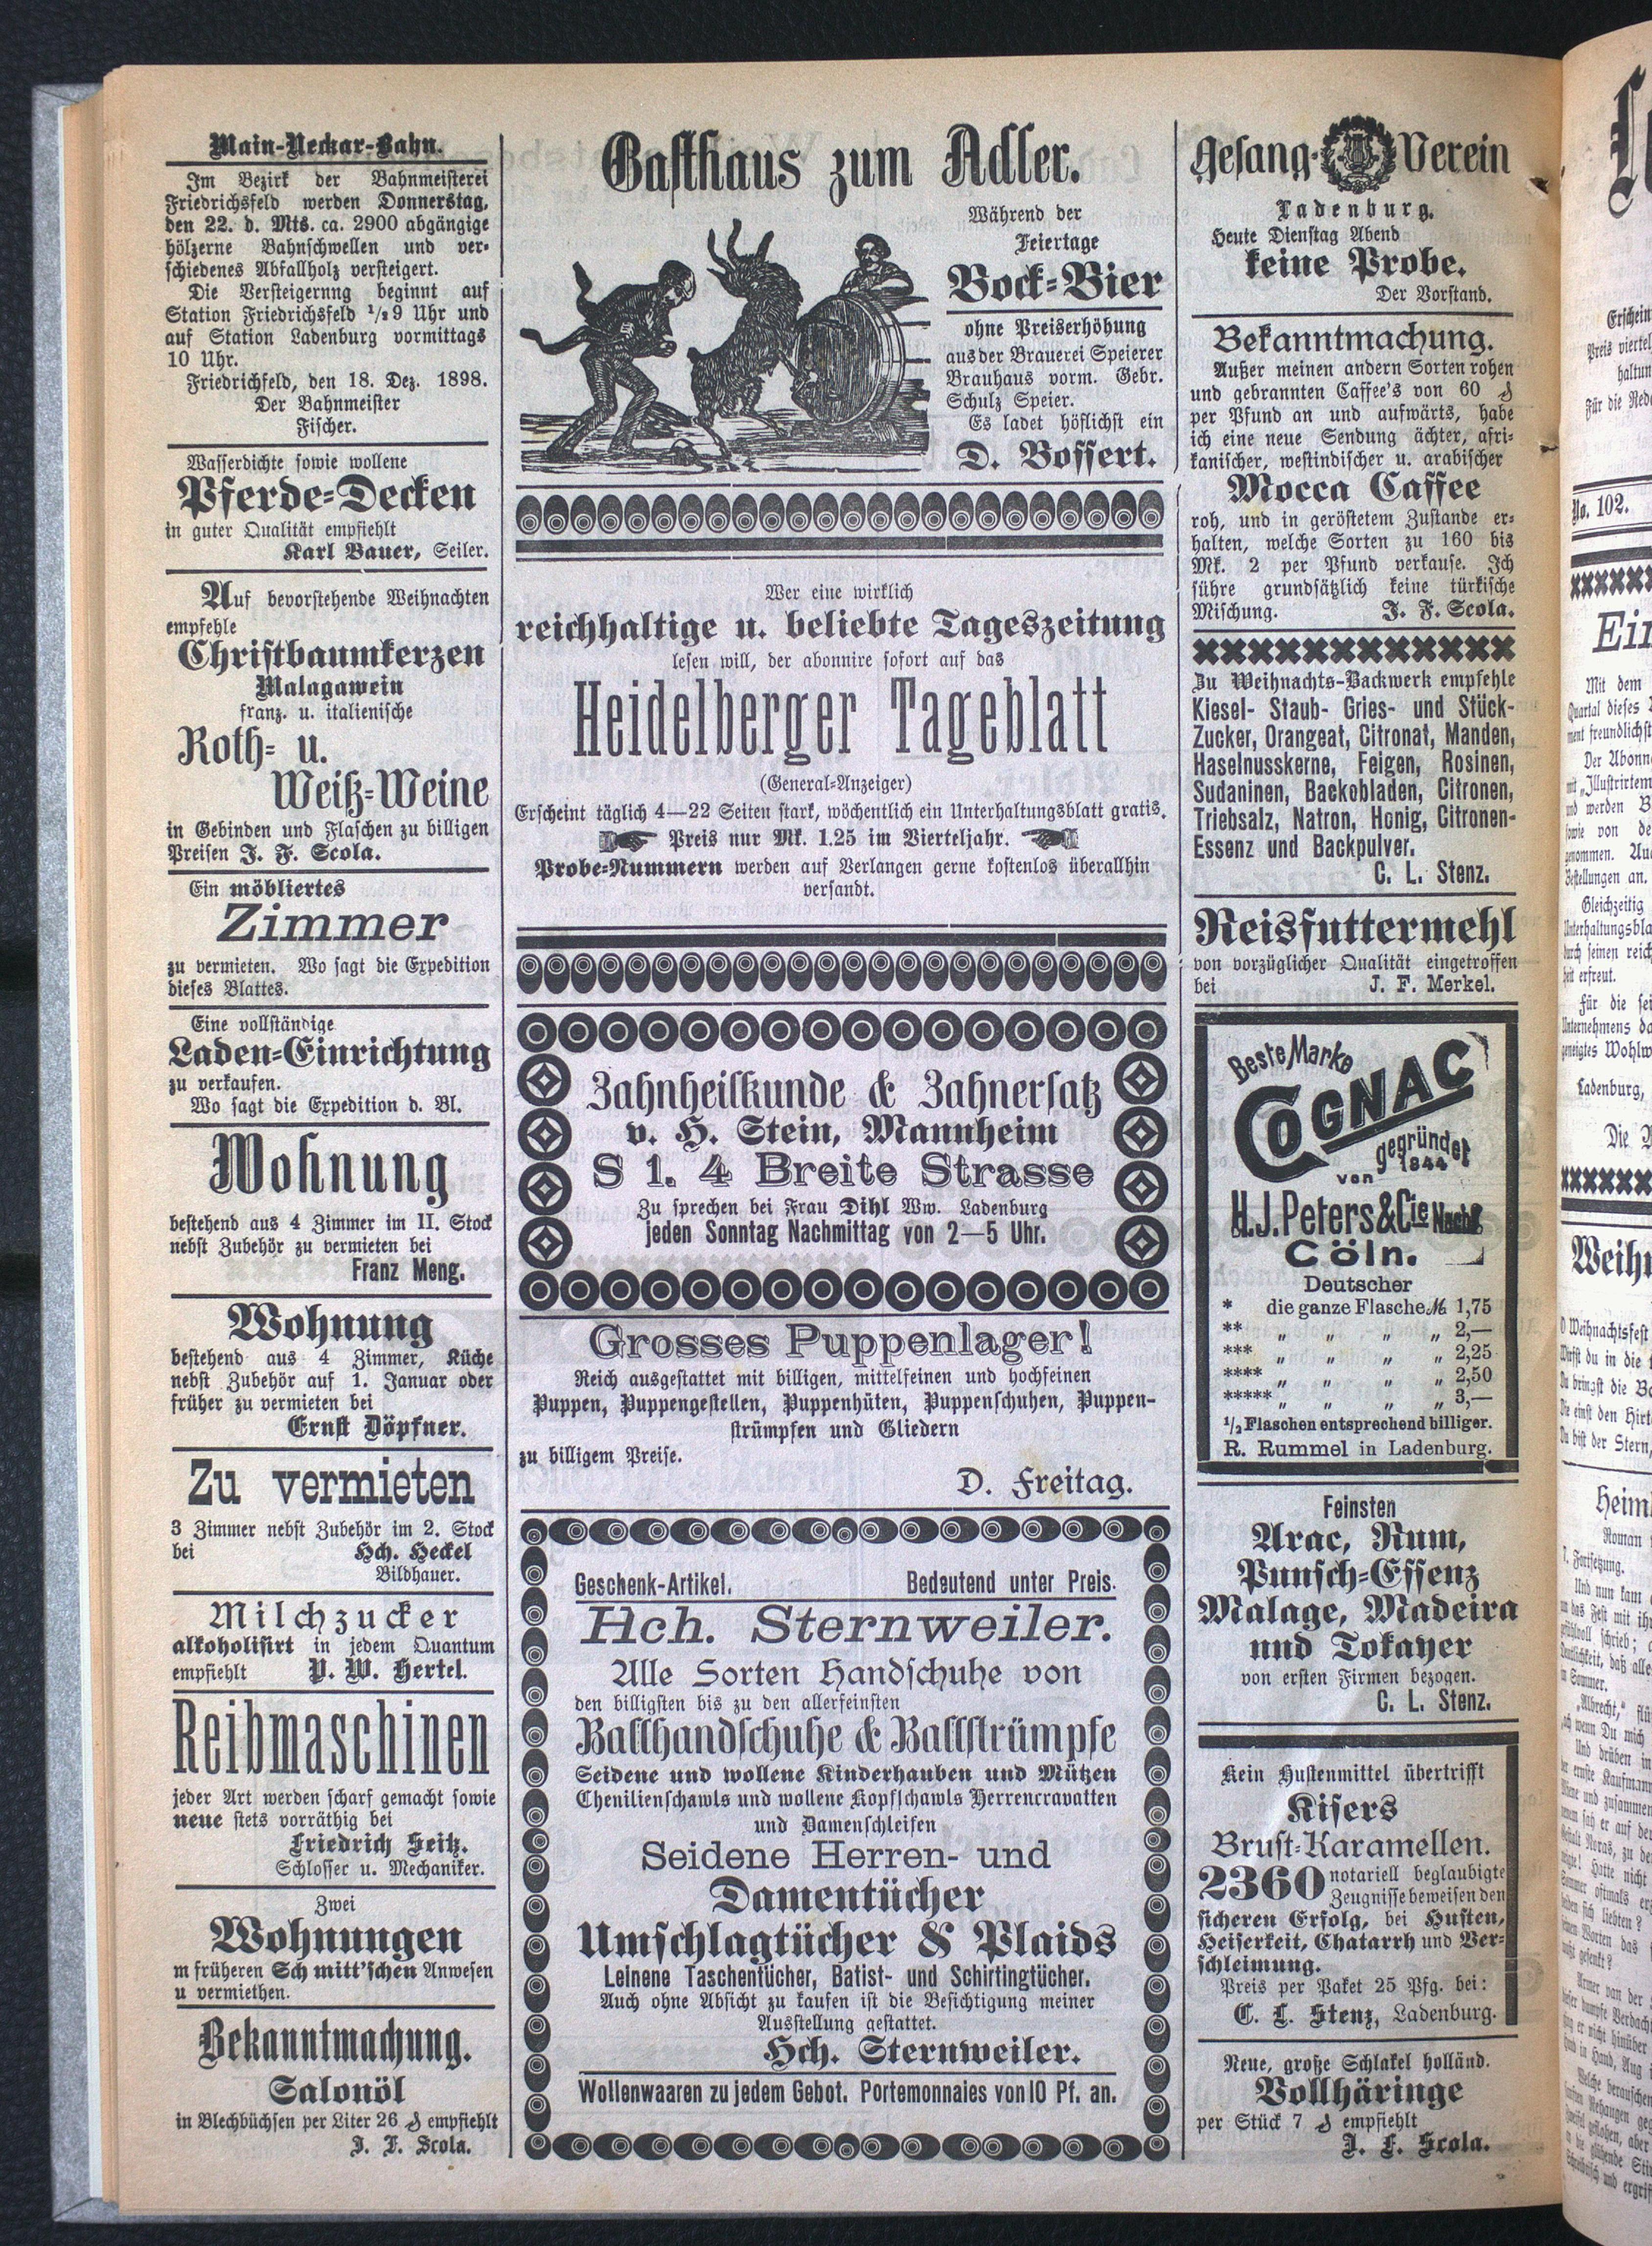 Main-Neckar-Bahn.
Im Bezirk der Bahnmeisterei
Friedrichsfeld werden Donnerstag,
den 22. d. Mts. ca. 2900 abgängige
hölzerne Bahnschwellen und ver-
schiedenes Abfallholz versteigert.
Die Versteigernng beginnt auf
Station Friedrichsfeld 1/2 9 Uhr und
auf Station Ladenburg vormittags
10 Uhr.
Friedrichfeld, den 18. Dez. 1898.
Der Bahnmeister
Fischer.
Wasserdichte sowie wollene
Pferde-Decken
in guter Qualität empfiehlt
Karl Bauer, Seiler.
Auf bevorstehende Weihnachten
empfehle
Christbaumkerzen
Malagawein
franz. u. italienische
Roth- u.
Weiß-Weine
in Gebinden und Flaschen zu billigen
Preisen J. F. Scola.
Ein möbliertes
Zimmer
zu vermieten. Wo sagt die Expedition
dieses Blattes.
Eine vollständige
Laden-Einrichtung
zu verkaufen.
Wo sagt die Expedition d. Bl.
Wohnung
bestehend aus 4 Zimmer im II. Stock
nebst Zubehör zu vermieten bei
Franz Meng.
Wohnung
bestehend aus 4 Zimmer, Küche
nebst Zubehör auf 1. Januar oder
früher zu vermieten bei
Ernst Döpfner.
Zu vermieten
3 Zimmer nebst Zubehör im 2. Stock
bei Hch. Heckel
Bildhauer.
Milchzucker
alkoholisirt in jedem Quantum
empfiehlt P. W. Hertel.
Reibmaschinen
jeder Art werden scharf gemacht sowie
neue stets vorräthig bei
Friedrich Seitz.
Schlosser u. Mechaniker.
Zwei
Wohnungen
m früheren Schmitt'schen Anwesen
u vermiethen.
Bekanntmachung.
Salonöl
in Blechbüchsen per Liter 26 ₰ empfiehlt
J. F. Scola.
Gasthaus zum Adler.
Während der
Feiertage
Bock-Bier
ohne Preiserhöhung
aus der Brauerei Speierer
Brauhaus vorm. Gebr.
Schulz Speier.
Es ladet höflichst ein
D. Bossert.
Wer eine wirklich
reichhaltige u. beliebte Tageszeitung
lesen will, der abonnire sofort auf das
Heidelberger Tageblatt
(General-Anzeiger)
Erscheint täglich 4—22 Seiten stark, wöchentlich ein Unterhaltungsblatt gratis.
Preis nur Mk. 1.25 im Vierteljahr.
Probe-Nummern werden auf Verlangen gerne kostenlos überallhin
versandt.
Zahnheilkunde & Zahnersatz
v. H. Stein, Mannheim
S 1. 4 Breite Strasse
Zu sprechen bei Frau Dihl Ww. Ladenburg
jeden Sonntag Nachmittag von 2—5 Uhr.
Grosses Puppenlager!
Reich ausgestattet mit billigen, mittelfeinen und hochfeinen
Puppen, Puppengestellen, Puppenhüten, Puppenschuhen, Puppen-
strümpfen und Gliedern
zu billigem Preise.
D. Freitag.
Geschenk-Artikel. Bedeutend unter Preis.
Hch. Sternweiler.
Alle Sorten Handschuhe von
den billigsten bis zu den allerfeinsten
Ballhandschuhe & Ballstrümpfe
Seidene und wollene Kinderhauben und Mützen
Chenilienschawls und wollene Kopfschawls Herrencravatten
und Damenschleifen
Seidene Herren- und
Damentücher
Umschlagtücher & Plaids
Leinene Taschentücher, Batist- und Schirtingtücher.
Auch ohne Absicht zu kaufen ist die Besichtigung meiner
Ausstellung gestattet.
Hch. Sternweiler.
Wollenwaaren zu jedem Gebot. Portemonnaies von 10 Pf. an.
Gesang-Verein
Ladenburg.
Heute Dienstag Abend
keine Probe.
Der Vorstand.
Bekanntmachung.
Außer meinen andern Sorten rohen
und gebrannten Caffee's von 60 ₰
per Pfund an und aufwärts, habe
ich eine neue Sendung ächter, afri-
kanischer, westindischer u. arabischer
Mocca Caffee
roh, und in geröstetem Zustande er-
halten, welche Sorten zu 160 bis
Mk. 2 per Pfund verkaufe. Ich
führe grundsätzlich keine türkische
Mischung. J. F. Scola.
Zu Weihnachts-Backwerk empfehle
Kiesel- Staub- Gries- und Stück-
Zucker, Orangeat, Citronat, Manden,
Haselnusskerne, Feigen, Rosinen,
Sudaninen, Backobladen, Citronen,
Triebsalz, Natron, Honig, Citronen-
Essenz und Backpulver.
C. L. Stenz.
Reisfuttermehl
von vorzüglicher Qualität eingetroffen
bei J. F. Merkel.
Beste Marke
COGNAC
gegründet
1844
von
H.J. Peters & Cie Nachf.
Cöln.
Deutscher
* die ganze Flasche M 1,75
** „ „ „ „ 2,—
*** „ „ „ „ 2,25
**** „ „ „ „ 2,50
***** „ „ „ „ 3,—
1/2 Flaschen entsprechend billiger.
R. Rummel in Ladenburg.
Feinsten
Arac, Rum,
Punsch-Essenz
Malage, Madeira
und Tokayer
von ersten Firmen bezogen.
C. L. Stenz.
Kein Hustenmittel übertrifft
Kisers
Brust-Karamellen.
2360 notariell beglaubigte
Zeugnisse beweisen den
sicheren Erfolg, bei Husten,
Heiserkeit, Chatarrh und Ver-
schleimung.
Preis per Paket 25 Pfg. bei:
C. L. Stenz, Ladenburg.
Neue, große Schlakel holländ.
Vollhäringe
per Stück 7 ₰ empfiehlt
J. F. Scola.
No. 102.